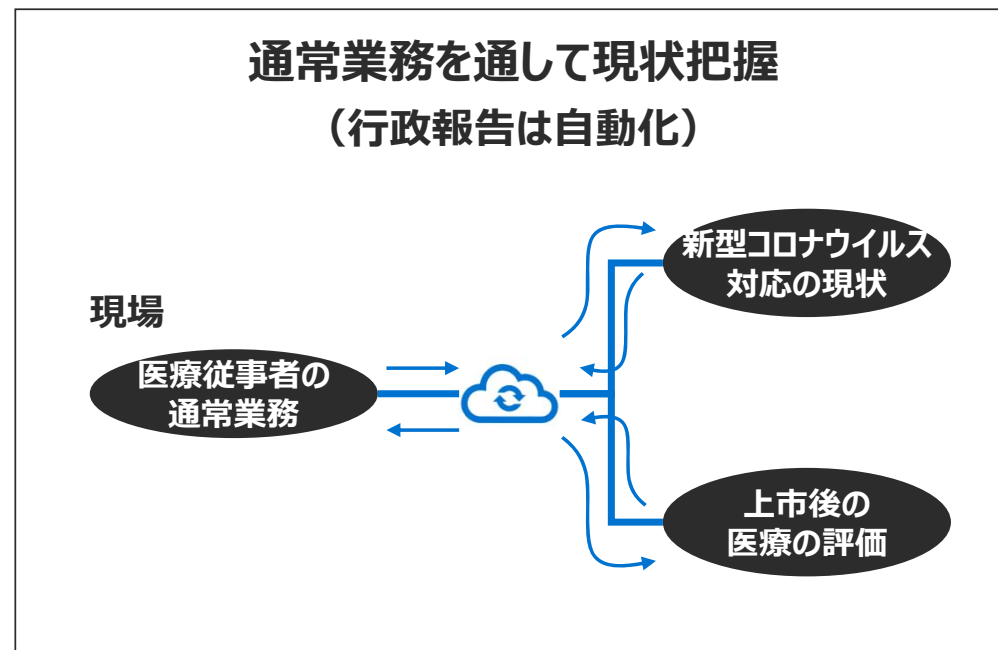 通常業務を通して現状把握
（行政報告は自動化）
現場
医療従事者の
通常業務
新型コロナウイルス
対応の現状
上市後の
医療の評価